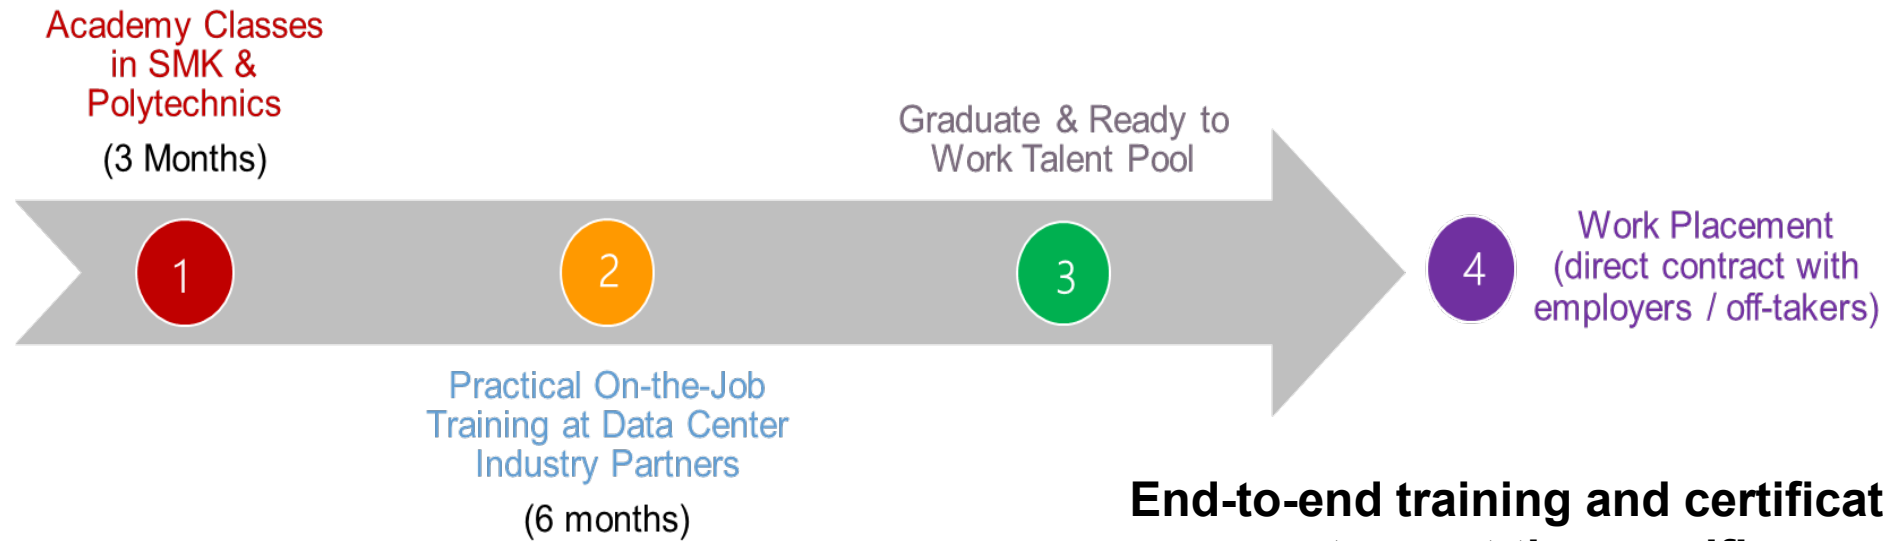 Academy Classes
in SMK &
Polytechnics
(3 Months)
1
2
Practical On-the-Job
Training at Data Center
Industry Partners
(6 months)
Graduate & Ready to
Work Talent Pool
3
4
Work Placement
(direct contract with
employers / off-takers)
End-to-end training and certificat